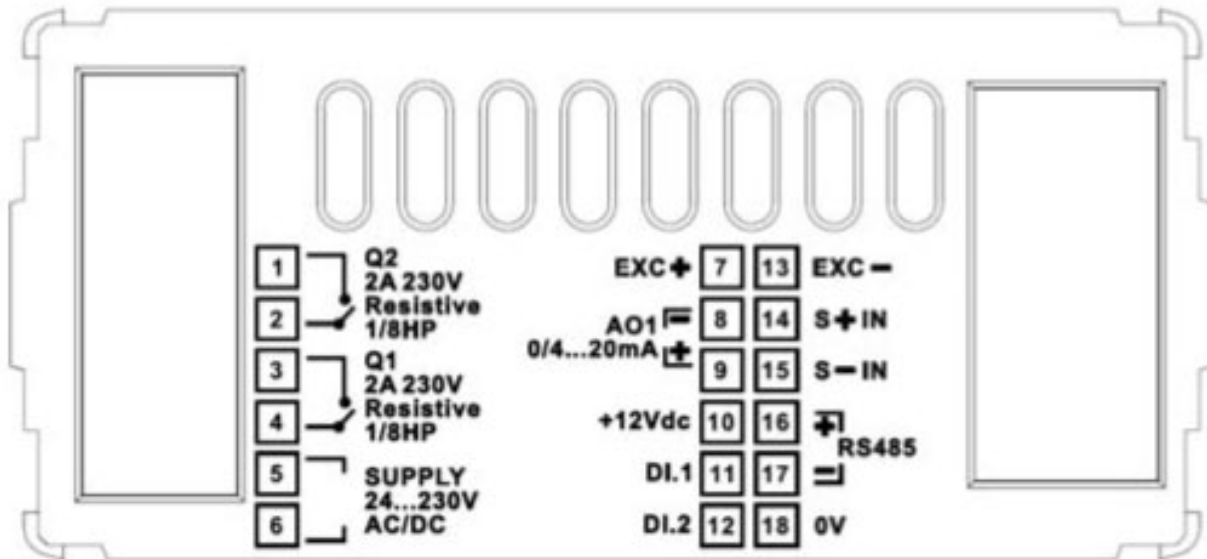 1 Q2
2A 230V
2 Resistive
1/8HP
3 Q1
2A 230V
4 Resistive
1/8HP
5 SUPPLY
24...230V
6 AC/DC
EXC+ 7 13 EXC-
AO1 - 8 14 S+IN
0/4...20mA + 9 15 S-IN
+12Vdc 10 16 + RS485
DI.1 11 17 -
DI.2 12 18 0V